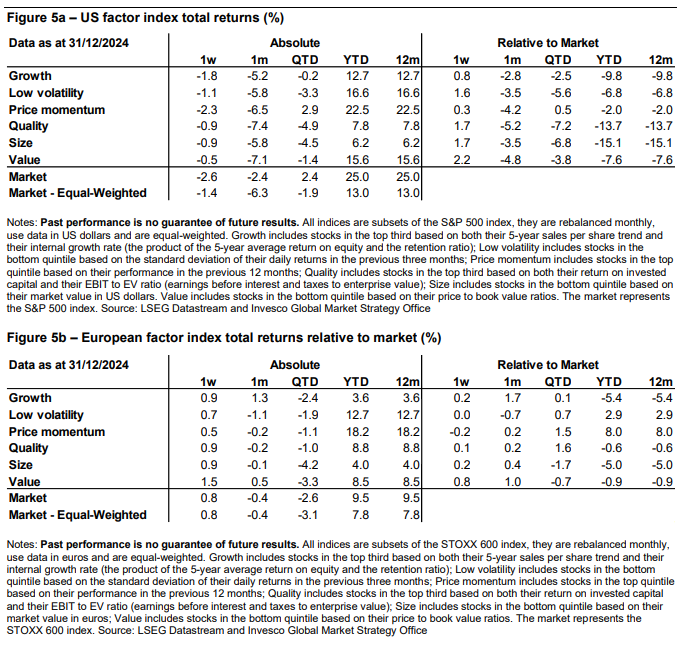 Figure 5a – US factor index total returns (%)
Data as at 31/12/2024 Absolute Relative to Market
1w 1m QTD YTD 12m 1w 1m QTD YTD 12m
Growth -1.8 -5.2 -0.2 12.7 12.7 0.8 -2.8 -2.5 -9.8 -9.8
Low volatility -1.1 -5.8 -3.3 16.6 16.6 1.6 -3.5 -5.6 -6.8 -6.8
Price momentum -2.3 -6.5 2.9 22.5 22.5 0.3 -4.2 0.5 -2.0 -2.0
Quality -0.9 -7.4 -4.9 7.8 7.8 1.7 -5.2 -7.2 -13.7 -13.7
Size -0.9 -5.8 -4.5 6.2 6.2 1.7 -3.5 -6.8 -15.1 -15.1
Value -0.5 -7.1 -1.4 15.6 15.6 2.2 -4.8 -3.8 -7.6 -7.6
Market -2.6 -2.4 2.4 25.0 25.0
Market - Equal-Weighted -1.4 -6.3 -1.9 13.0 13.0
Notes: Past performance is no guarantee of future results. All indices are subsets of the S&P 500 index, they are rebalanced monthly,
use data in US dollars and are equal-weighted. Growth includes stocks in the top third based on both their 5-year sales per share trend and
their internal growth rate (the product of the 5-year average return on equity and the retention ratio); Low volatility includes stocks in the
bottom quintile based on the standard deviation of their daily returns in the previous three months; Price momentum includes stocks in the top
quintile based on their performance in the previous 12 months; Quality includes stocks in the top third based on both their return on invested
capital and their EBIT to EV ratio (earnings before interest and taxes to enterprise value); Size includes stocks in the bottom quintile based on
their market value in US dollars. Value includes stocks in the bottom quintile based on their price to book value ratios. The market represents
the S&P 500 index. Source: LSEG Datastream and Invesco Global Market Strategy Office
Figure 5b – European factor index total returns relative to market (%)
Data as at 31/12/2024 Absolute Relative to Market
1w 1m QTD YTD 12m 1w 1m QTD YTD 12m
Growth 0.9 1.3 -2.4 3.6 3.6 0.2 1.7 0.1 -5.4 -5.4
Low volatility 0.7 -1.1 -1.9 12.7 12.7 0.0 -0.7 0.7 2.9 2.9
Price momentum 0.5 -0.2 -1.1 18.2 18.2 -0.2 0.2 1.5 8.0 8.0
Quality 0.9 -0.2 -1.0 8.8 8.8 0.1 0.2 1.6 -0.6 -0.6
Size 0.9 -0.1 -4.2 4.0 4.0 0.2 0.4 -1.7 -5.0 -5.0
Value 1.5 0.5 -3.3 8.5 8.5 0.8 1.0 -0.7 -0.9 -0.9
Market 0.8 -0.4 -2.6 9.5 9.5
Market - Equal-Weighted 0.8 -0.4 -3.1 7.8 7.8
Notes: Past performance is no guarantee of future results. All indices are subsets of the STOXX 600 index, they are rebalanced monthly,
use data in euros and are equal-weighted. Growth includes stocks in the top third based on both their 5-year sales per share trend and their
internal growth rate (the product of the 5-year average return on equity and the retention ratio); Low volatility includes stocks in the bottom
quintile based on the standard deviation of their daily returns in the previous three months; Price momentum includes stocks in the top quintile
based on their performance in the previous 12 months; Quality includes stocks in the top third based on both their return on invested capital
and their EBIT to EV ratio (earnings before interest and taxes to enterprise value); Size includes stocks in the bottom quintile based on their
market value in euros; Value includes stocks in the bottom quintile based on their price to book value ratios. The market represents the
STOXX 600 index. Source: LSEG Datastream and Invesco Global Market Strategy Office